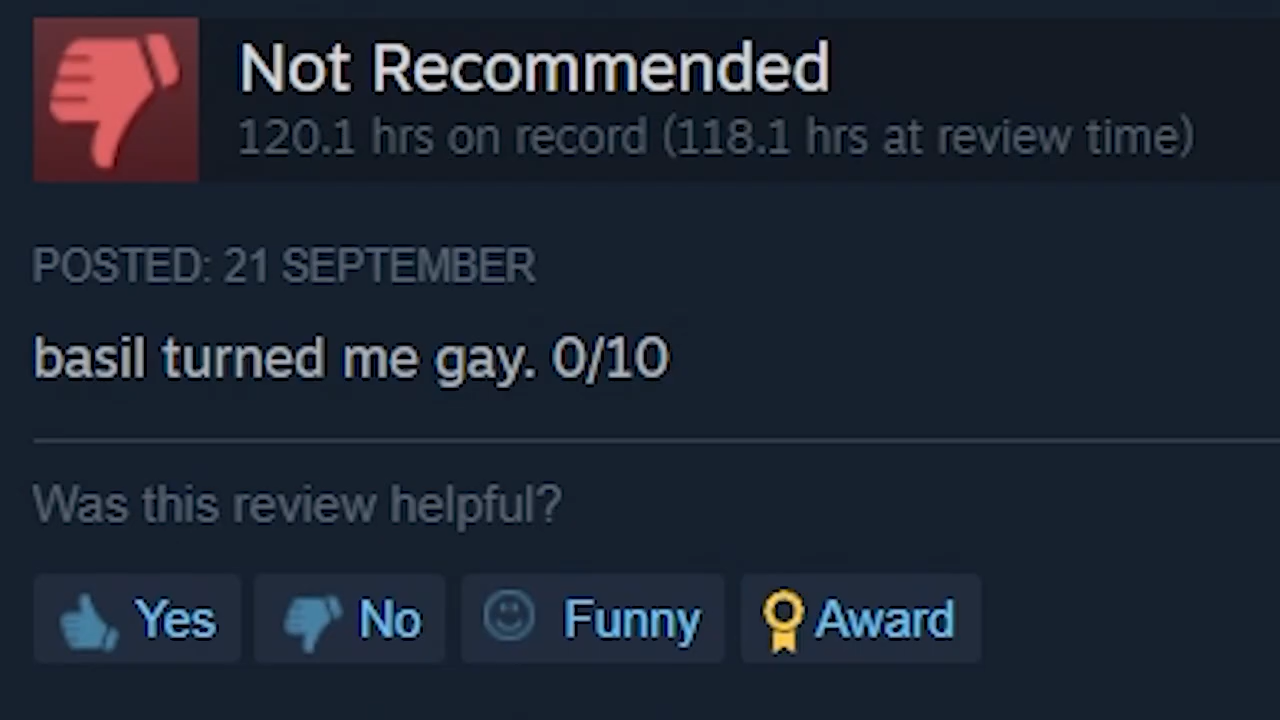 Not Recommended
120.1 hrs on record (118.1 hrs at review time)
POSTED: 21 SEPTEMBER
basil turned me gay. 0/10
Was this review helpful?
Yes No Funny Award